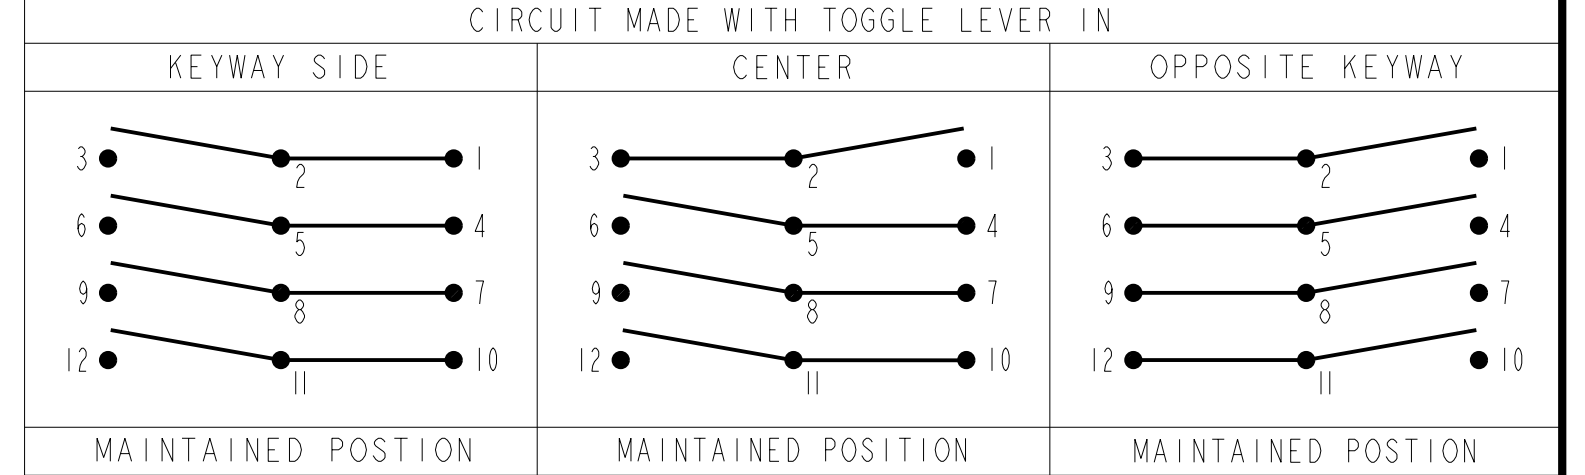 CIRCUIT MADE WITH TOGGLE LEVER IN
KEYWAY SIDE CENTER OPPOSITE KEYWAY
3 2 1 3 2 1 3 2 1
6 5 4 6 5 4 6 5 4
9 8 7 9 8 7 9 8 7
12 11 10 12 11 10 12 11 10
MAINTAINED POSTION MAINTAINED POSITION MAINTAINED POSTION